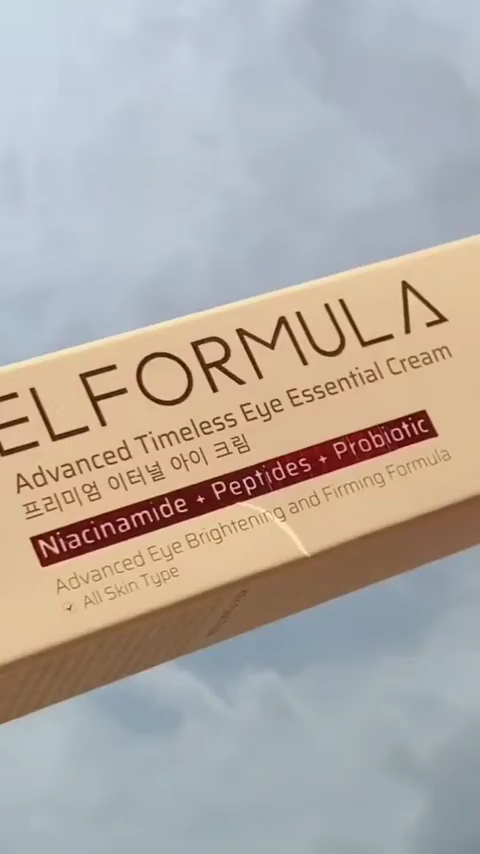 ELFORMULA
Advanced Timeless Eye Essential Cream
프리미엄 이터널 아이 크림
Niacinamide + Peptides + Probiotic
Advanced Eye Brightening and Firming Formula
All Skin Type